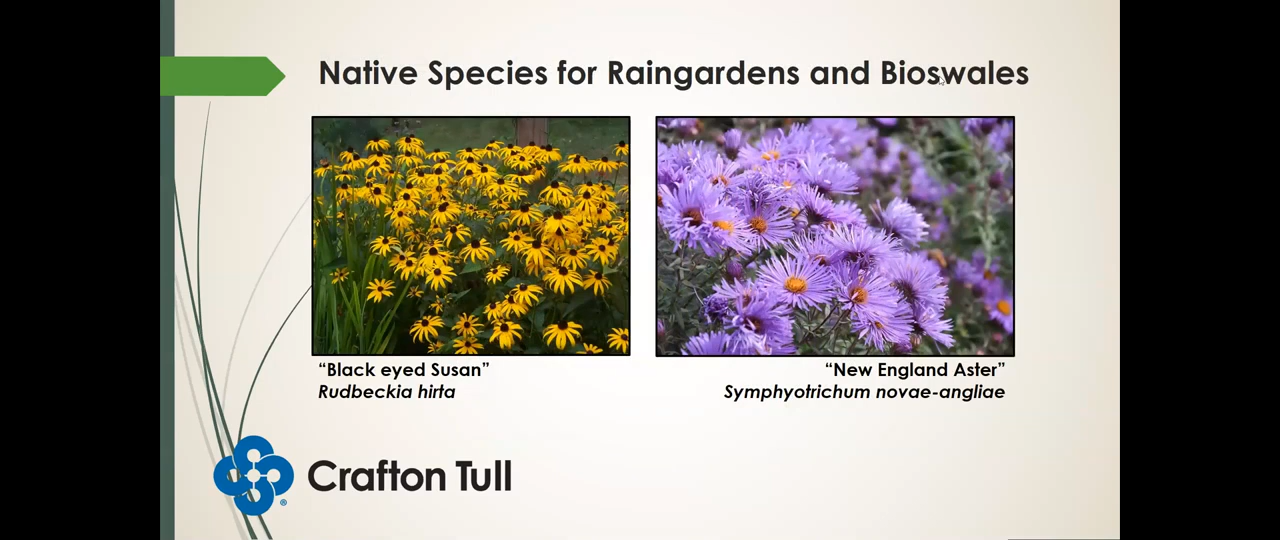 Native Species for Raingardens and Bioswales
“Black eyed Susan”
Rudbeckia hirta
“New England Aster”
Symphyotrichum novae-angliae
Crafton Tull
®